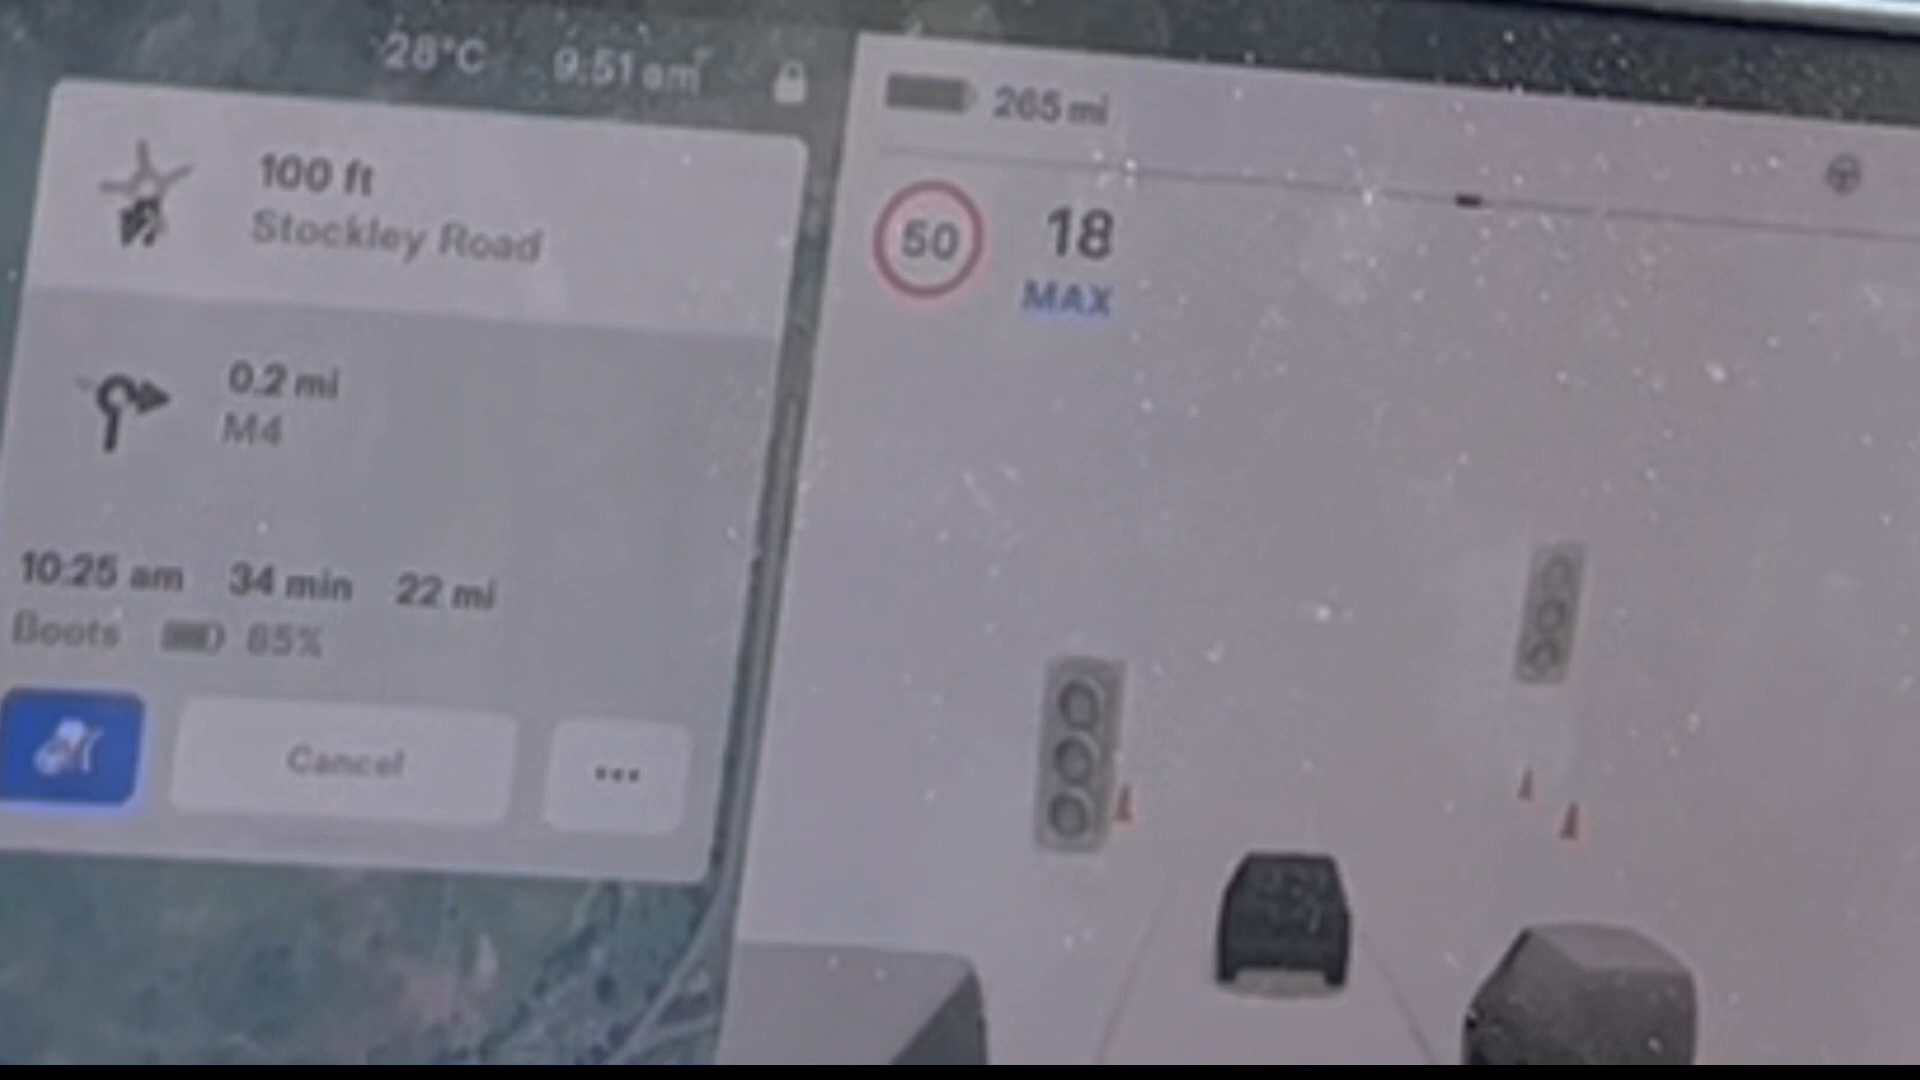 28°C 9:51 am
100 ft
Stockley Road
0.2 mi
M4
10:25 am 34 min 22 mi
Boots 85%
Cancel
...
265 mi
50 18
MAX